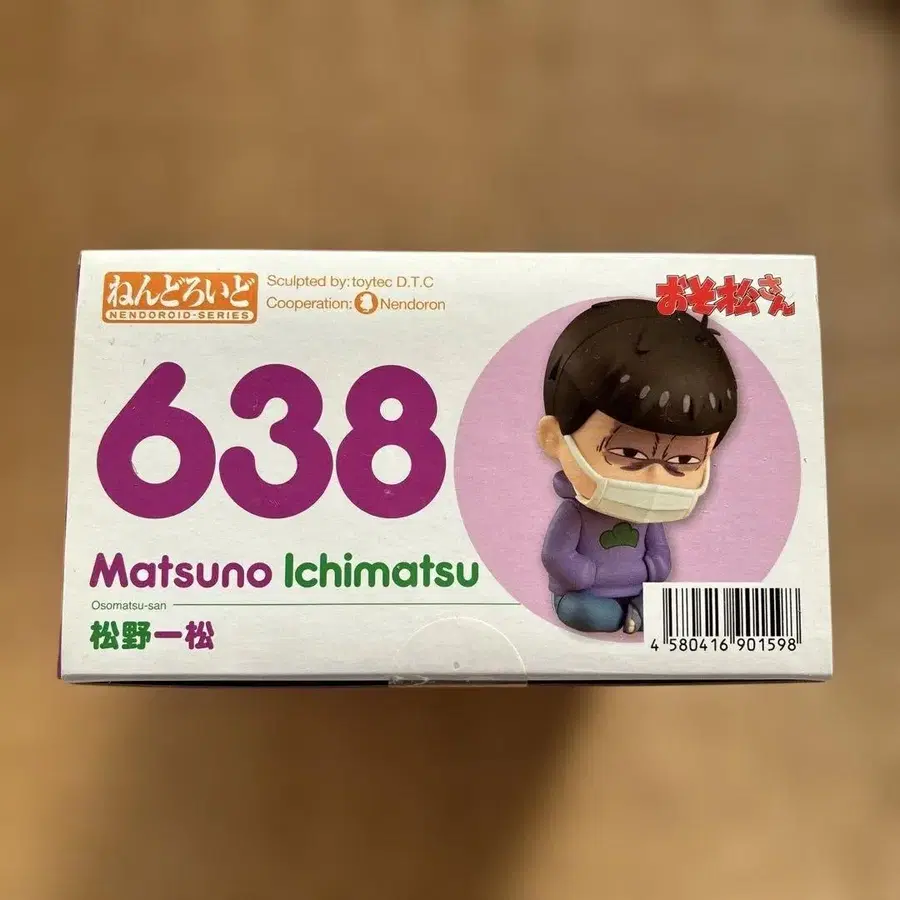 ねんどろいど
NENDOROID-SERIES
Sculpted by: toytec D.T.C
Cooperation: Nendoron
おそ松さん
638
Matsuno Ichimatsu
Osomatsu-san
松野一松
4 580416 901598